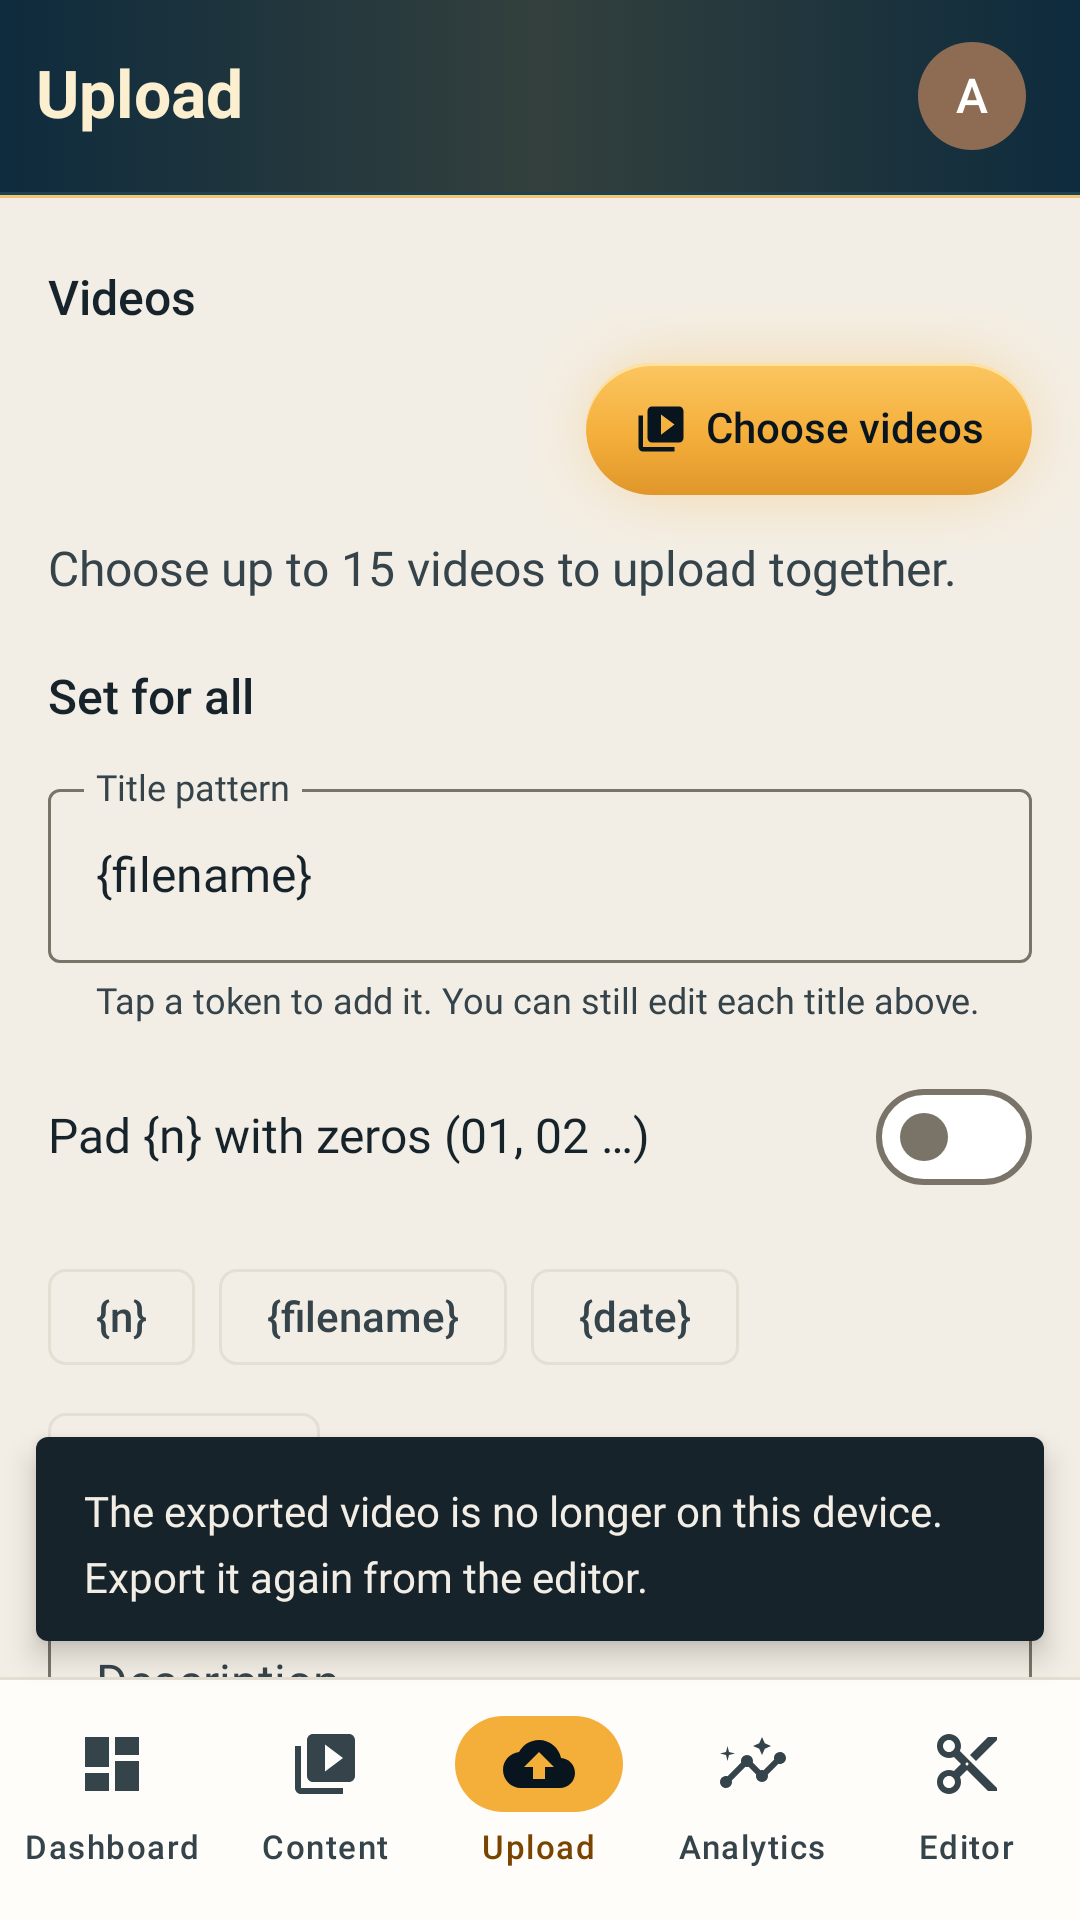 Upload
A
Videos
Choose videos
Choose up to 15 videos to upload together.
Set for all
Title pattern
{filename}
Tap a token to add it. You can still edit each title above.
Pad {n} with zeros (01, 02 …)
{n}
{filename}
{date}
The exported video is no longer on this device.
Export it again from the editor.
Description
Dashboard
Content
Upload
Analytics
Editor